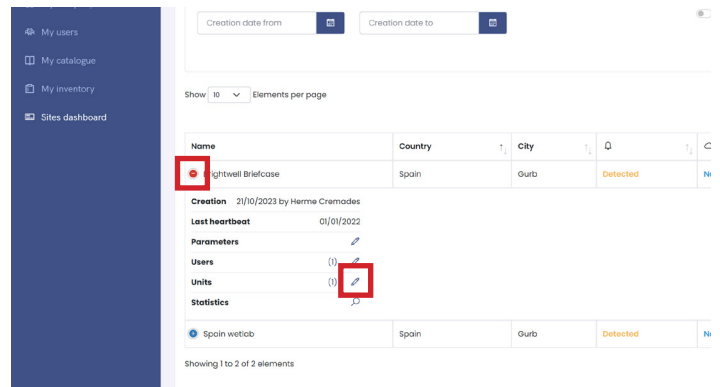 Creation date from
Creation date to
My users
My catalogue
My inventory
Sites dashboard
Show 10 Elements per page
Name Country City
Brightwell Briefcase Spain Gurb Detected
Creation 21/10/2023 by Herme Cremades
Last heartbeat 01/01/2022
Parameters
Users (1)
Units (1)
Statistics
Spain wetlab Spain Gurb Detected
Showing 1 to 2 of 2 elements